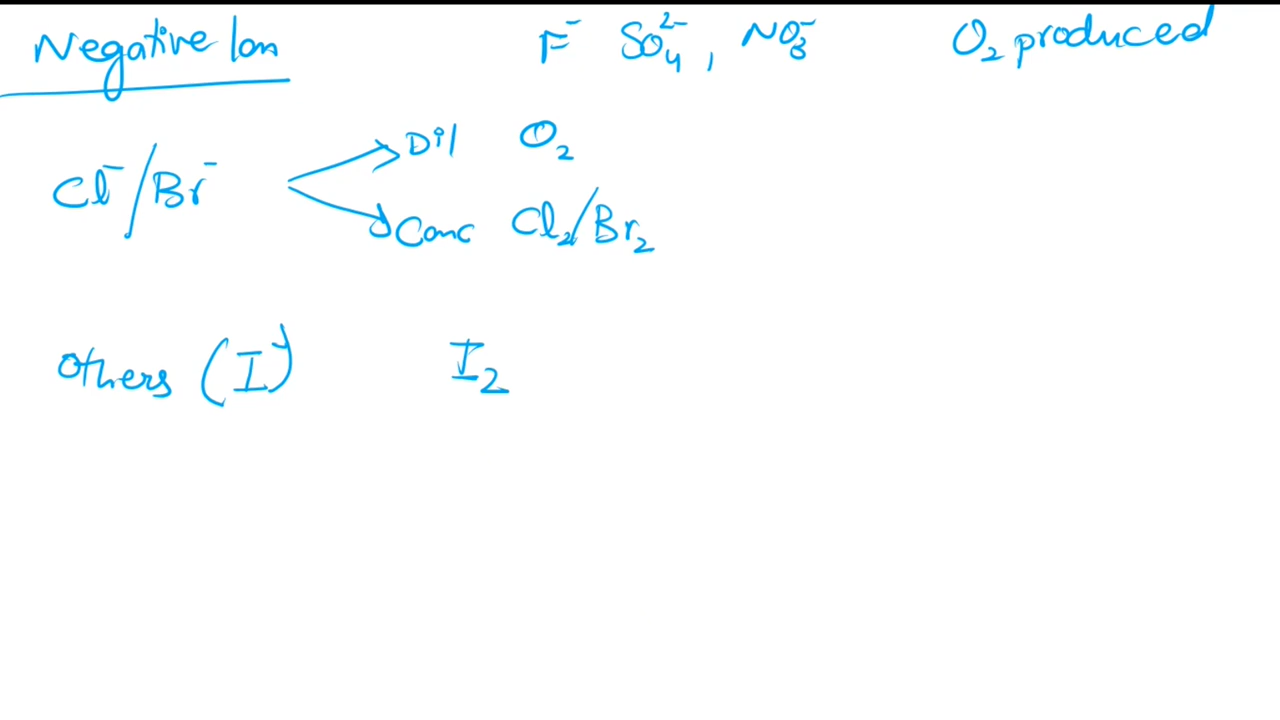 Negative Ion F⁻ SO₄²⁻, NO₃⁻ O₂ produced
Dil O₂
Cl⁻/Br⁻
Conc Cl₂/Br₂
Others (I⁻) I₂